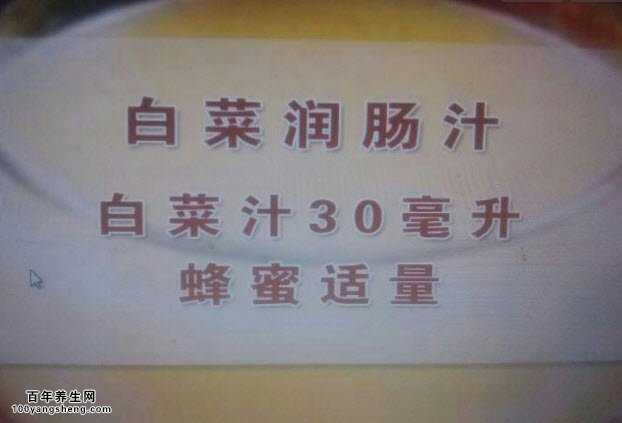 白菜润肠汁
白菜汁30毫升
蜂蜜适量
百年养生网
100yangsheng.com